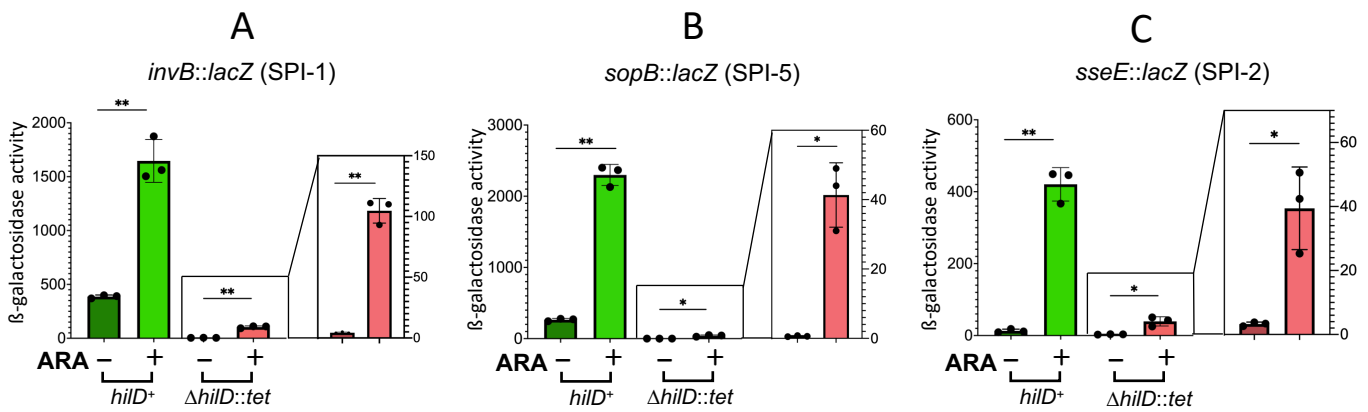 A
invB::lacZ (SPI-1)
ß-galactosidase activity
2000
1500
1000
500
0
**
**
**
150
100
50
0
ARA − + − +
hilD+
ΔhilD::tet
B
sopB::lacZ (SPI-5)
ß-galactosidase activity
3000
2000
1000
0
**
*
*
60
40
20
0
ARA − + − +
hilD+
ΔhilD::tet
C
sseE::lacZ (SPI-2)
ß-galactosidase activity
600
400
200
0
**
*
*
60
40
20
0
ARA − + − +
hilD+
ΔhilD::tet